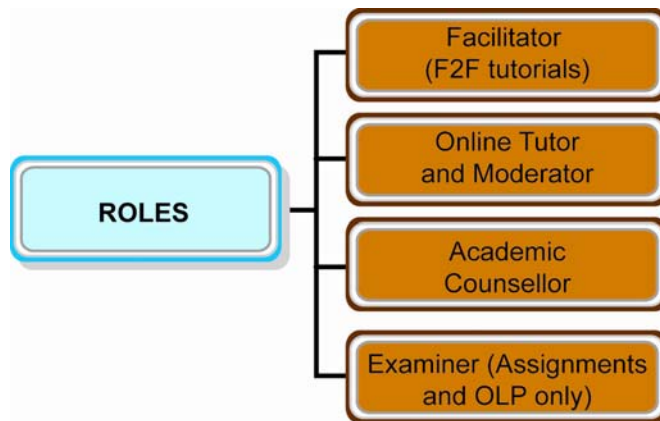 ROLES
Facilitator
(F2F tutorials)
Online Tutor
and Moderator
Academic
Counsellor
Examiner (Assignments
and OLP only)